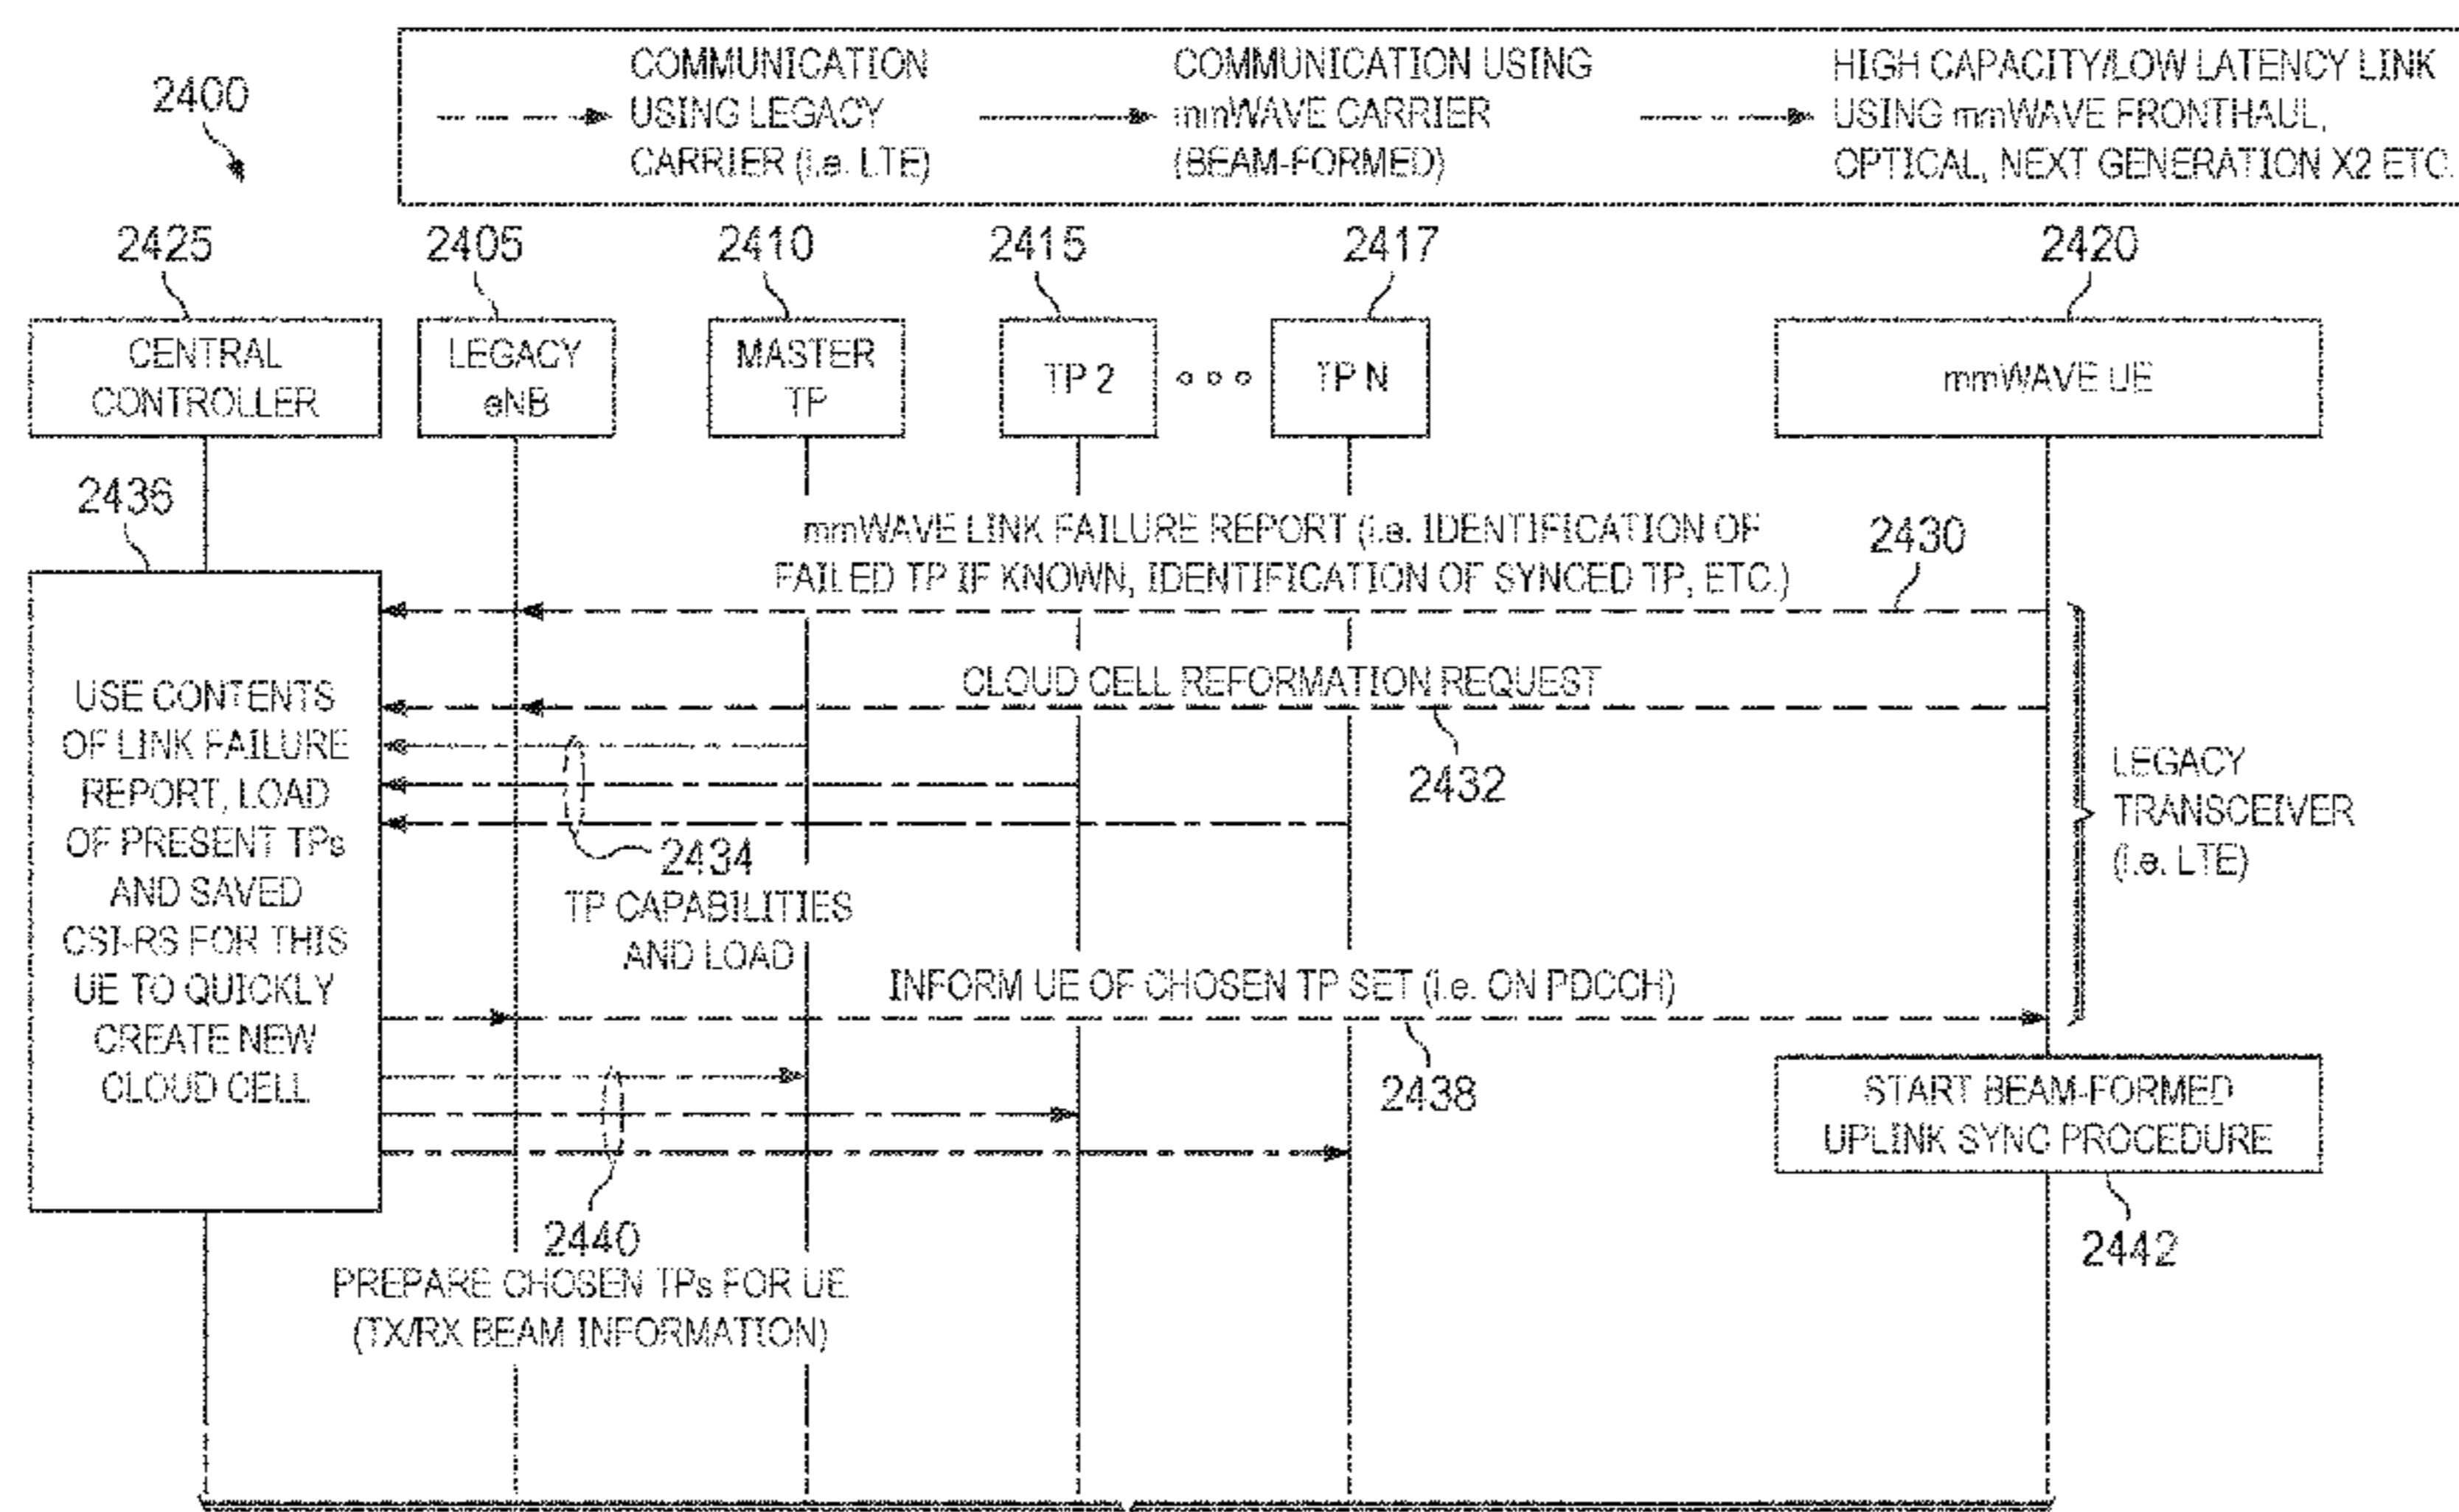 2400
COMMUNICATION
USING LEGACY
CARRIER (i.e. LTE)
COMMUNICATION USING
mmWAVE CARRIER
(BEAM-FORMED)
HIGH CAPACITY/LOW LATENCY LINK
USING mmWAVE FRONTHAUL,
OPTICAL, NEXT GENERATION X2 ETC.
2425
2405
2410
2415
2417
2420
CENTRAL
CONTROLLER
LEGACY
eNB
MASTER
TP
TP 2
TP N
mmWAVE UE
2436
mmWAVE LINK FAILURE REPORT (i.e. IDENTIFICATION OF
FAILED TP IF KNOWN, IDENTIFICATION OF SYNCED TP, ETC.)
2430
CLOUD CELL REFORMATION REQUEST
2432
USE CONTENTS
OF LINK FAILURE
REPORT, LOAD
OF PRESENT TPs
AND SAVED
CSI-RS FOR THIS
UE TO QUICKLY
CREATE NEW
CLOUD CELL
2434
TP CAPABILITIES
AND LOAD
LEGACY
TRANSCEIVER
(i.e. LTE)
INFORM UE OF CHOSEN TP SET (i.e. ON PDCCH)
2438
START BEAM-FORMED
UPLINK SYNC PROCEDURE
2442
2440
PREPARE CHOSEN TPs FOR UE
(TX/RX BEAM INFORMATION)